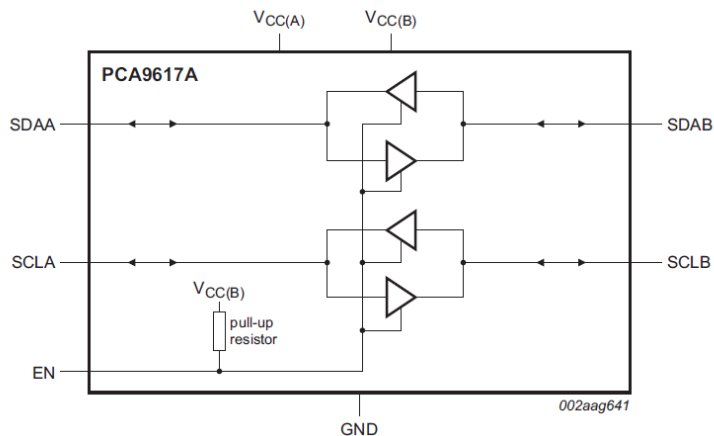 VCC(A)
VCC(B)
PCA9617A
SDAA
SDAB
SCLA
SCLB
VCC(B)
pull-up
resistor
EN
002aag641
GND